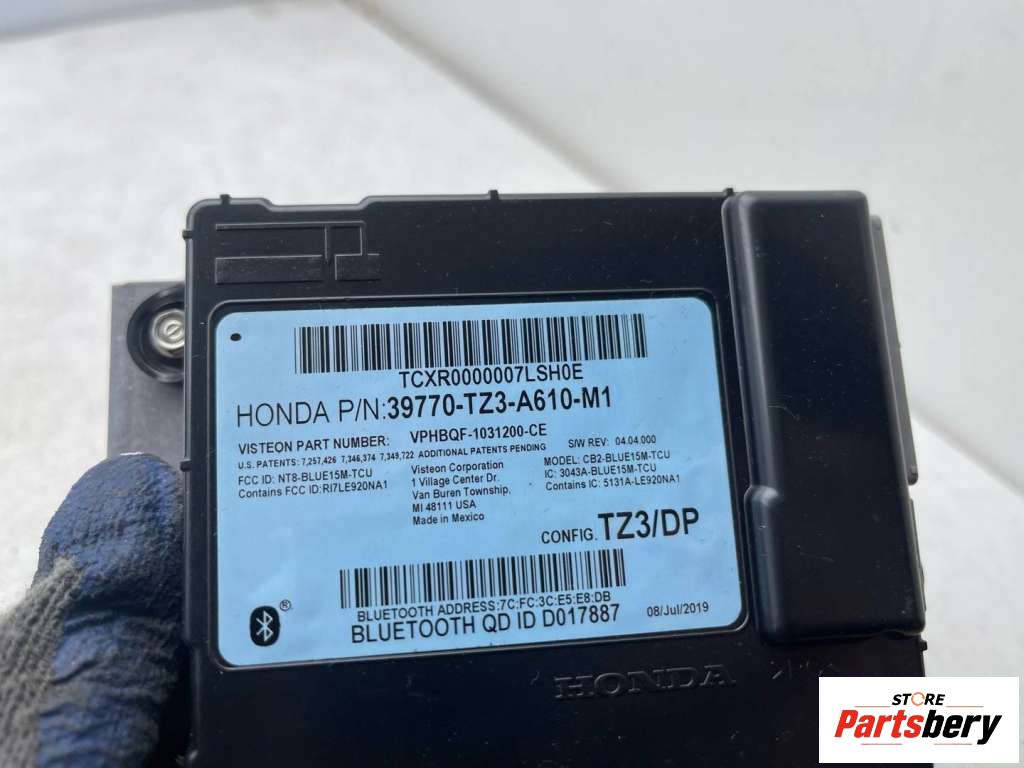 TCXR0000007LSH0E
HONDA P/N:39770-TZ3-A610-M1
VISTEON PART NUMBER: VPHBQF-1031200-CE
S/W REV: 04.04.000
U.S. PATENTS: 7,257,426 7,346,374 7,349,722 ADDITIONAL PATENTS PENDING
FCC ID: NT8-BLUE15M-TCU
Contains FCC ID:RI7LE920NA1
Visteon Corporation
1 Village Center Dr.
Van Buren Township.
MI 48111 USA
Made in Mexico
MODEL: CB2-BLUE15M-TCU
IC: 3043A-BLUE15M-TCU
Contains IC: 5131A-LE920NA1
CONFIG. TZ3/DP
BLUETOOTH ADDRESS:7C:FC:3C:E5:E8:DB
BLUETOOTH QD ID D017887
08/Jul/2019
®
HONDA
STORE
Partsbery